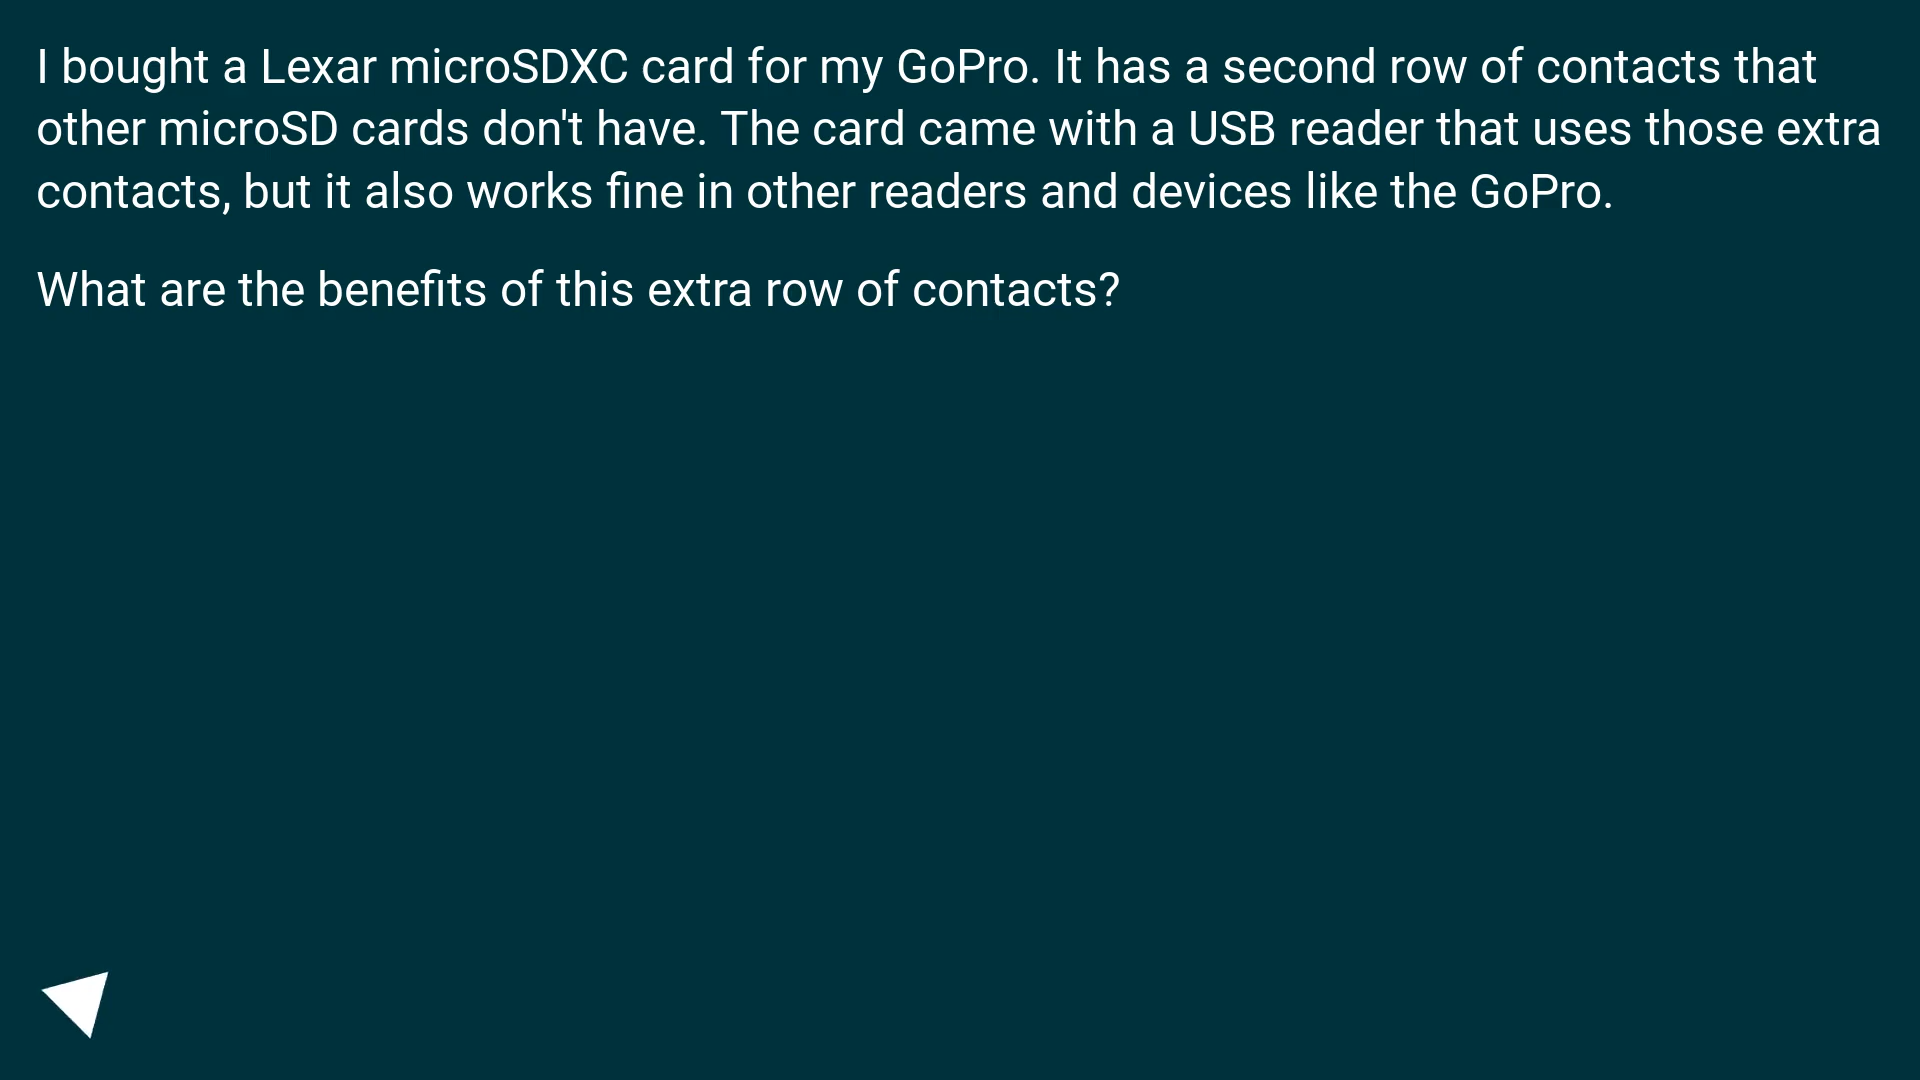 I bought a Lexar microSDXC card for my GoPro. It has a second row of contacts that
other microSD cards don't have. The card came with a USB reader that uses those extra
contacts, but it also works fine in other readers and devices like the GoPro.
What are the benefits of this extra row of contacts?